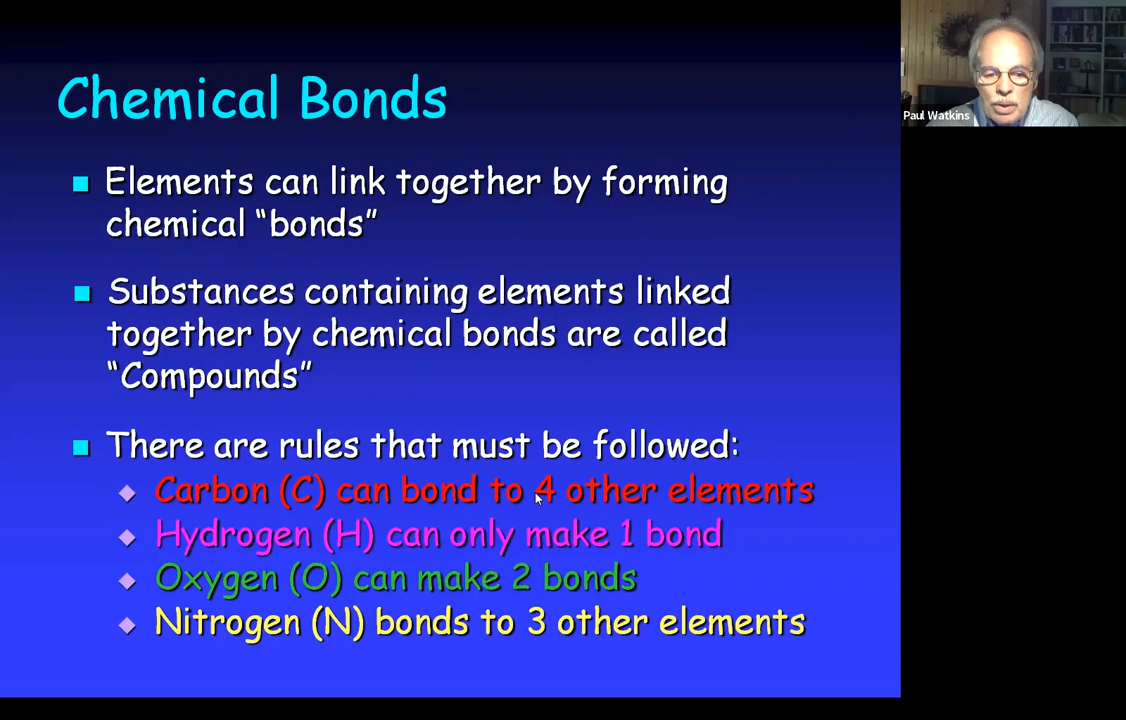 Chemical Bonds
Elements can link together by forming
chemical “bonds”
Substances containing elements linked
together by chemical bonds are called
“Compounds”
There are rules that must be followed:
Carbon (C) can bond to 4 other elements
Hydrogen (H) can only make 1 bond
Oxygen (O) can make 2 bonds
Nitrogen (N) bonds to 3 other elements
Paul Watkins